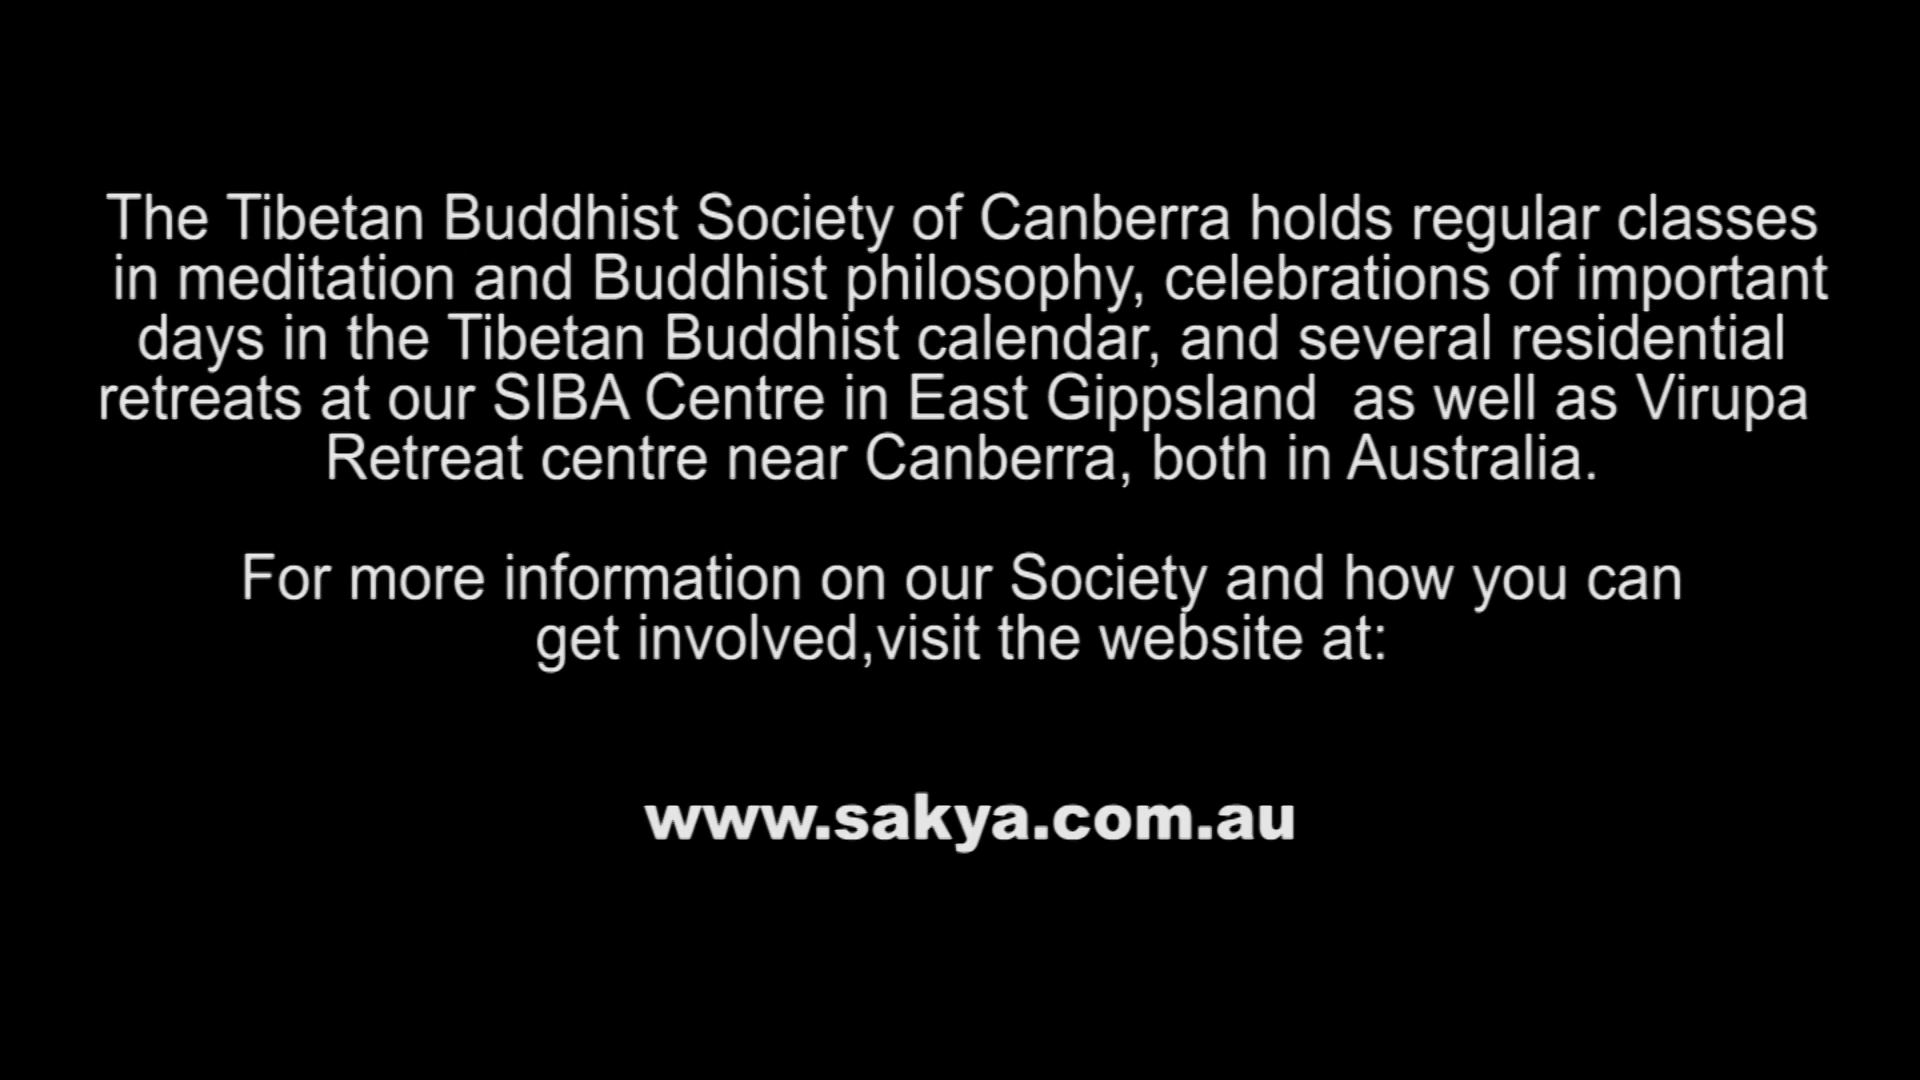 The Tibetan Buddhist Society of Canberra holds regular classes
in meditation and Buddhist philosophy, celebrations of important
days in the Tibetan Buddhist calendar, and several residential
retreats at our SIBA Centre in East Gippsland  as well as Virupa
Retreat centre near Canberra, both in Australia.
For more information on our Society and how you can
get involved,visit the website at:
www.sakya.com.au